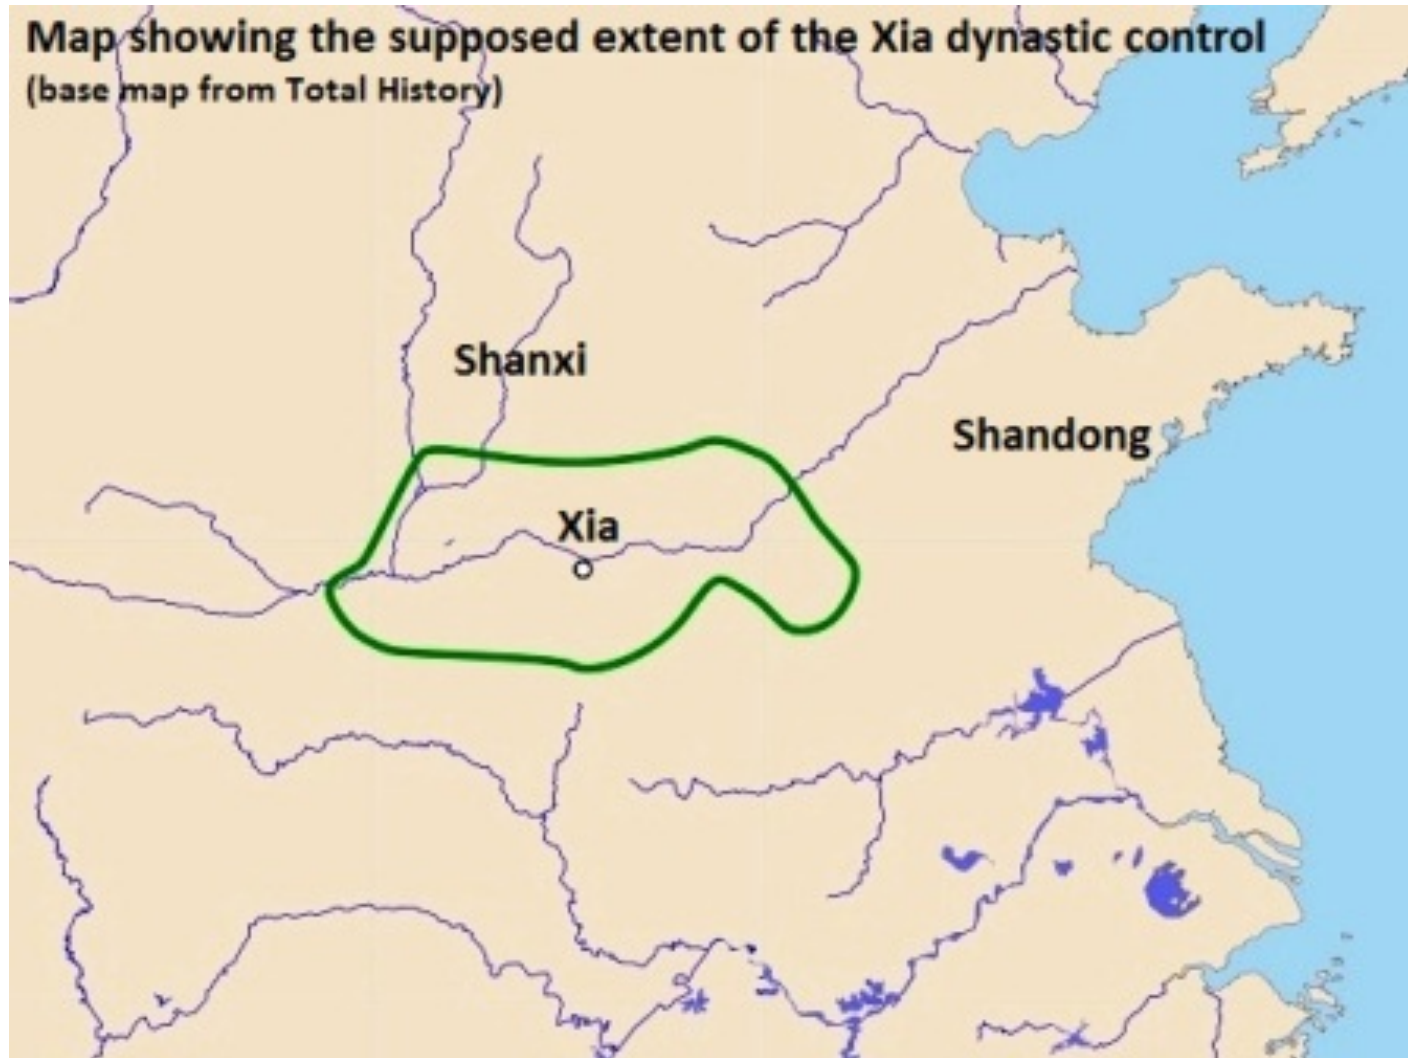 Map showing the supposed extent of the Xia dynastic control
(base map from Total History)
Shanxi
Shandong
Xia